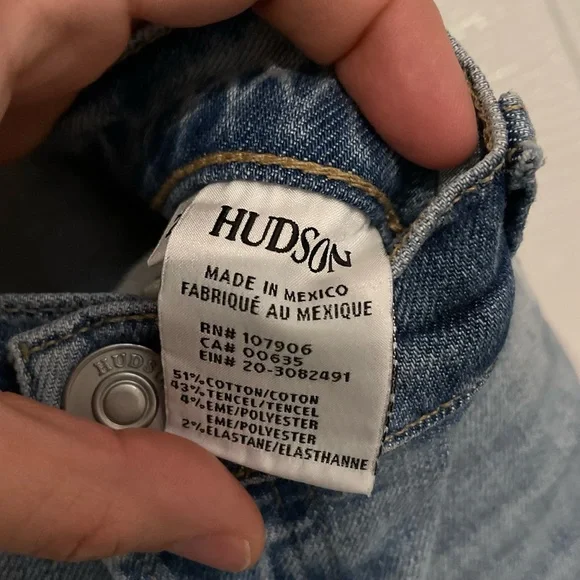 HUDSON
MADE IN MEXICO
FABRIQUÉ AU MEXIQUE
RN# 107906
CA# 00635
EIN# 20-3082491
51% COTTON/COTON
43% TENCEL/TENCEL
4% EME/POLYESTER
EME/POLYESTER
2% ELASTANE/ELASTHANNE
HUDS